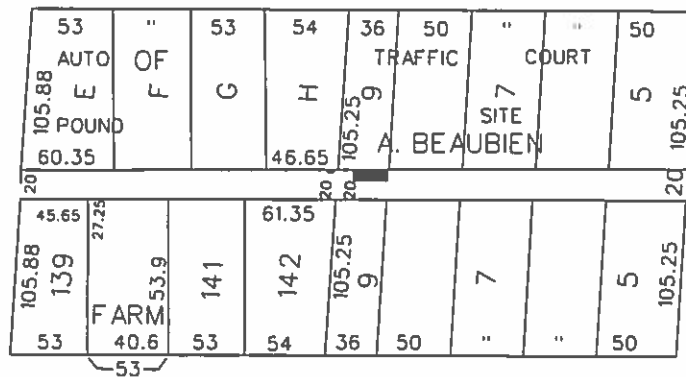 53 " 53 54 36 50 " " 50
AUTO OF TRAFFIC COURT
105.88 E F G H 105.25 9 7 5 105.25
SITE
POUND A. BEAUBIEN
60.35 46.65
20 20 20 20
45.65 27.25 61.35
105.88 139 53.9 141 142 105.25 9 7 5 105.25
FARM
53 40.6 53 54 36 50 " " 50
53